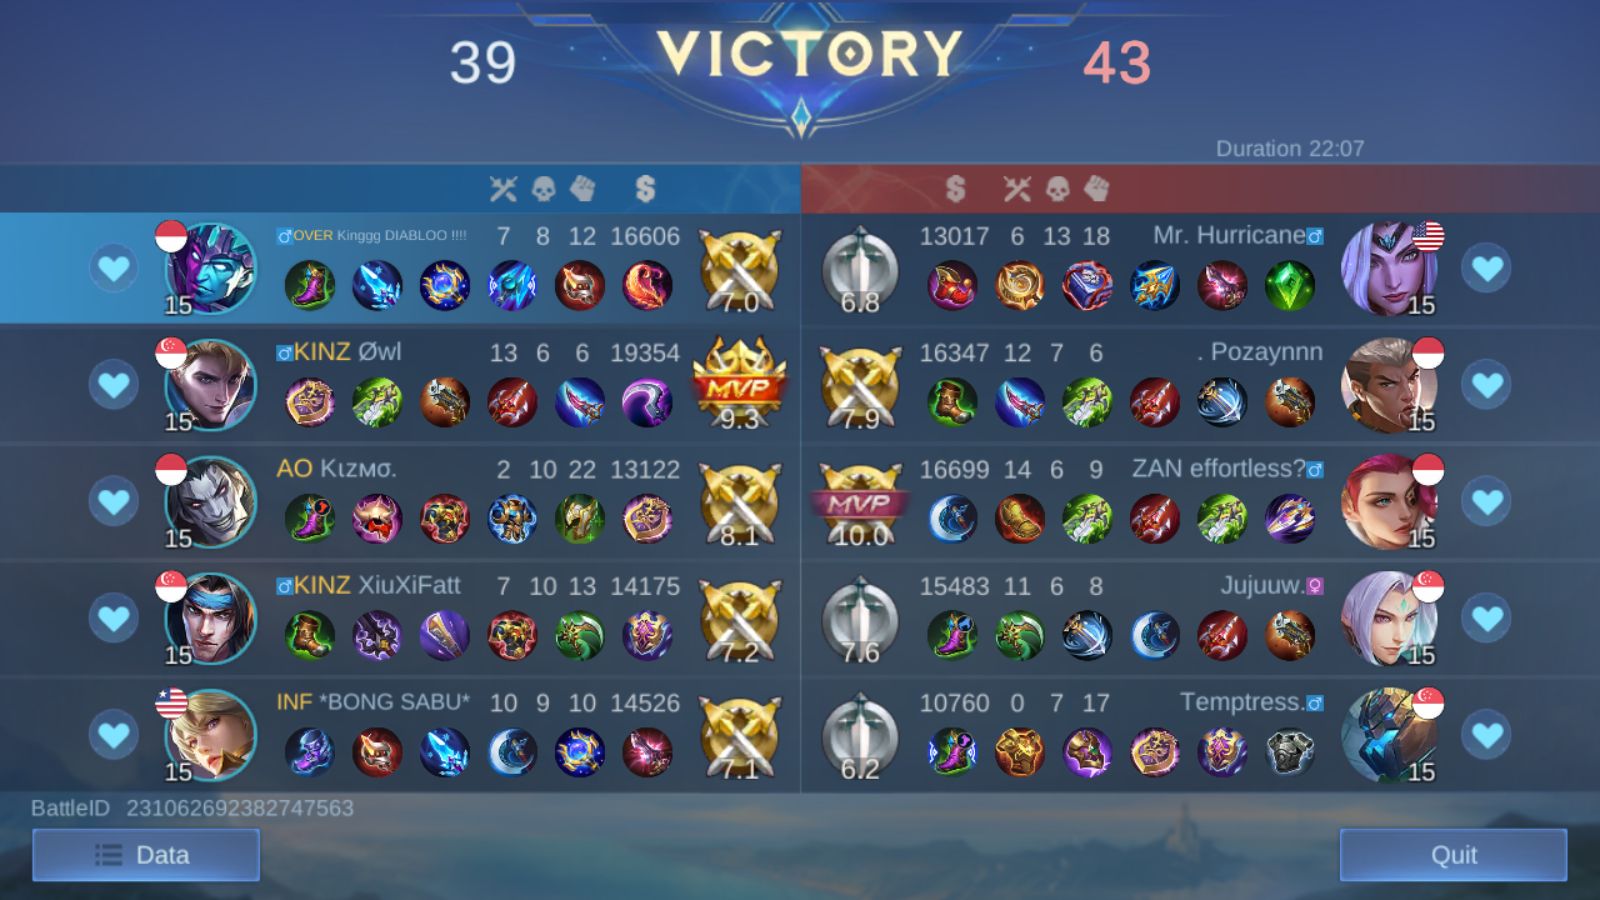 39 VICTORY 43
Duration 22:07
♂OVER Kinggg DIABLOO !!!! 7 8 12 16606
15 7.0
13017 6 13 18 Mr. Hurricane♂
6.8 15
♂KINZ Øwl 13 6 6 19354
15 MVP 9.3
16347 12 7 6 . Pozaynnn
7.9 15
AO Kιzмσ. 2 10 22 13122
15 8.1
16699 14 6 9 ZAN effortless?♂
MVP 10.0 15
♂KINZ XiuXiFatt 7 10 13 14175
15 7.2
15483 11 6 8 Jujuuw.♀
7.6 15
INF *BONG SABU* 10 9 10 14526
15 7.1
10760 0 7 17 Temptress.♂
6.2 15
BattleID 231062692382747563
Data
Quit